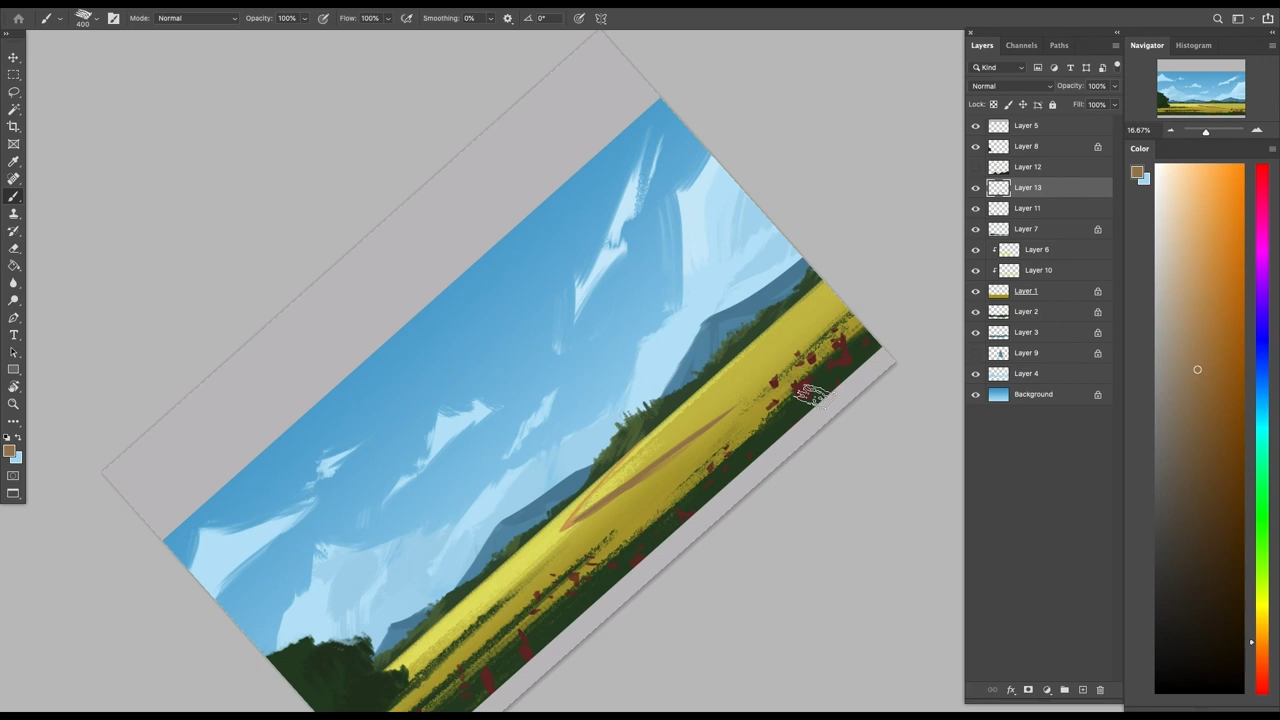 400
Mode: Normal Opacity: 100% Flow: 100% Smoothing: 0% 0°
Layers Channels Paths
Kind
Normal Opacity: 100%
Lock: Fill: 100%
Layer 5
Layer 8
Layer 12
Layer 13
Layer 11
Layer 7
Layer 6
Layer 10
Layer 1
Layer 2
Layer 3
Layer 9
Layer 4
Background
fx
Navigator Histogram
16.67%
Color